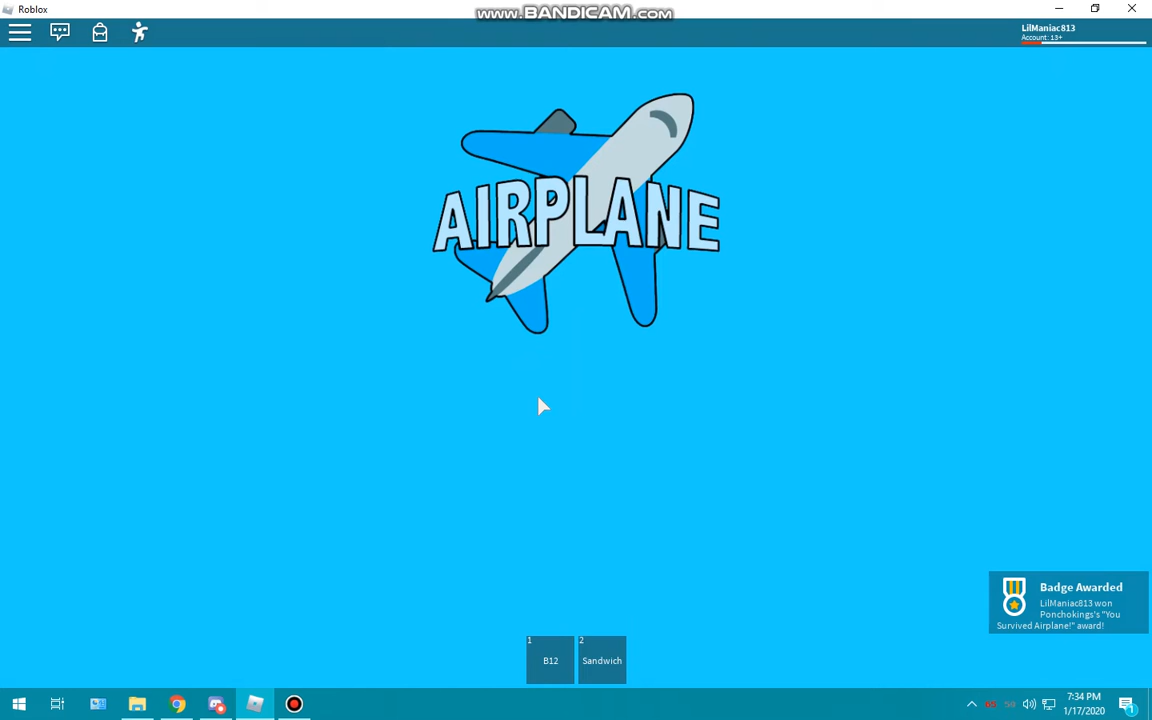 Roblox
WWW.BANDICAM.COM
LilManiac813
Account: 13+
AIRPLANE
Badge Awarded
LilManiac813 won
Ponchokings's "You
Survived Airplane!" award!
1
B12
2
Sandwich
7:34 PM
1/17/2020
1